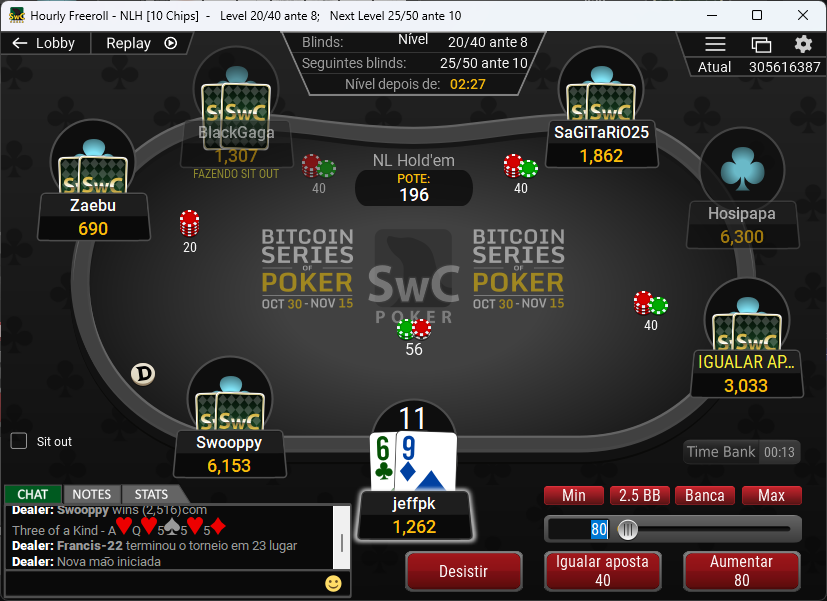 Hourly Freeroll - NLH [10 Chips] - Level 20/40 ante 8; Next Level 25/50 ante 10
Lobby
Replay
Blinds: Nível 20/40 ante 8
Seguintes blinds: 25/50 ante 10
Nível depois de: 02:27
Atual 305616387
BlackGaga
1,307
FAZENDO SIT OUT
40
NL Hold'em
POTE:
196
SaGiTaRiO25
1,862
40
Zaebu
690
20
Hosipapa
6,300
BITCOIN
SERIES
OF
POKER
OCT 30-NOV 15
SwC
POKER
BITCOIN
SERIES
OF
POKER
OCT 30-NOV 15
40
56
IGUALAR AP...
3,033
D
Swooppy
6,153
11
6 9
jeffpk
1,262
Sit out
Time Bank 00:13
CHAT NOTES STATS
Dealer: Swooppy wins (2,516)com
Three of a Kind - A♥Q♥5♠5♥5♦
Dealer: Francis-22 terminou o torneio em 23 lugar
Dealer: Nova mão iniciada
Min 2.5 BB Banca Max
80
Desistir
Igualar aposta
40
Aumentar
80